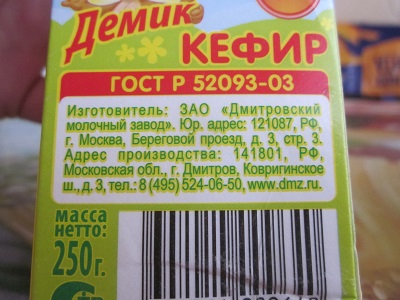 Демик
КЕФИР
ГОСТ Р 52093-03
Изготовитель: ЗАО «Дмитровский
молочный завод». Юр. адрес: 121087, РФ,
г. Москва, Береговой проезд, д. 3, стр. 3.
Адрес производства: 141801, РФ,
Московская обл., г. Дмитров, Ковригинское
ш., д.3, тел.: 8 (495) 524-06-50, www.dmz.ru.
масса
нетто:
250 г.